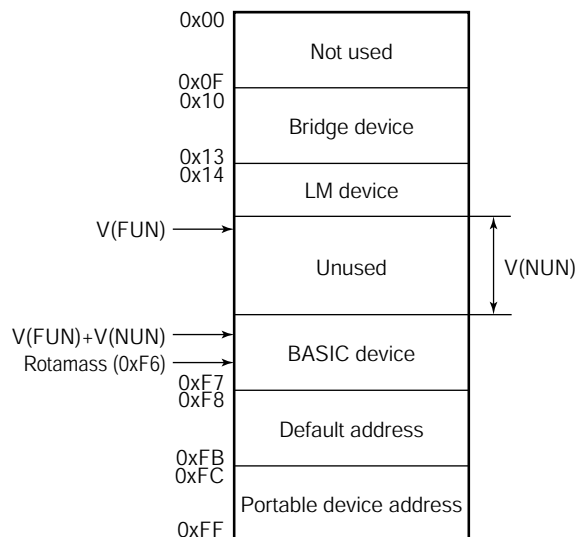 0x00
Not used
0x0F
0x10
Bridge device
0x13
0x14
LM device
V(FUN)
Unused
V(NUN)
V(FUN)+V(NUN)
BASIC device
Rotamass (0xF6)
0xF7
0xF8
Default address
0xFB
0xFC
Portable device address
0xFF